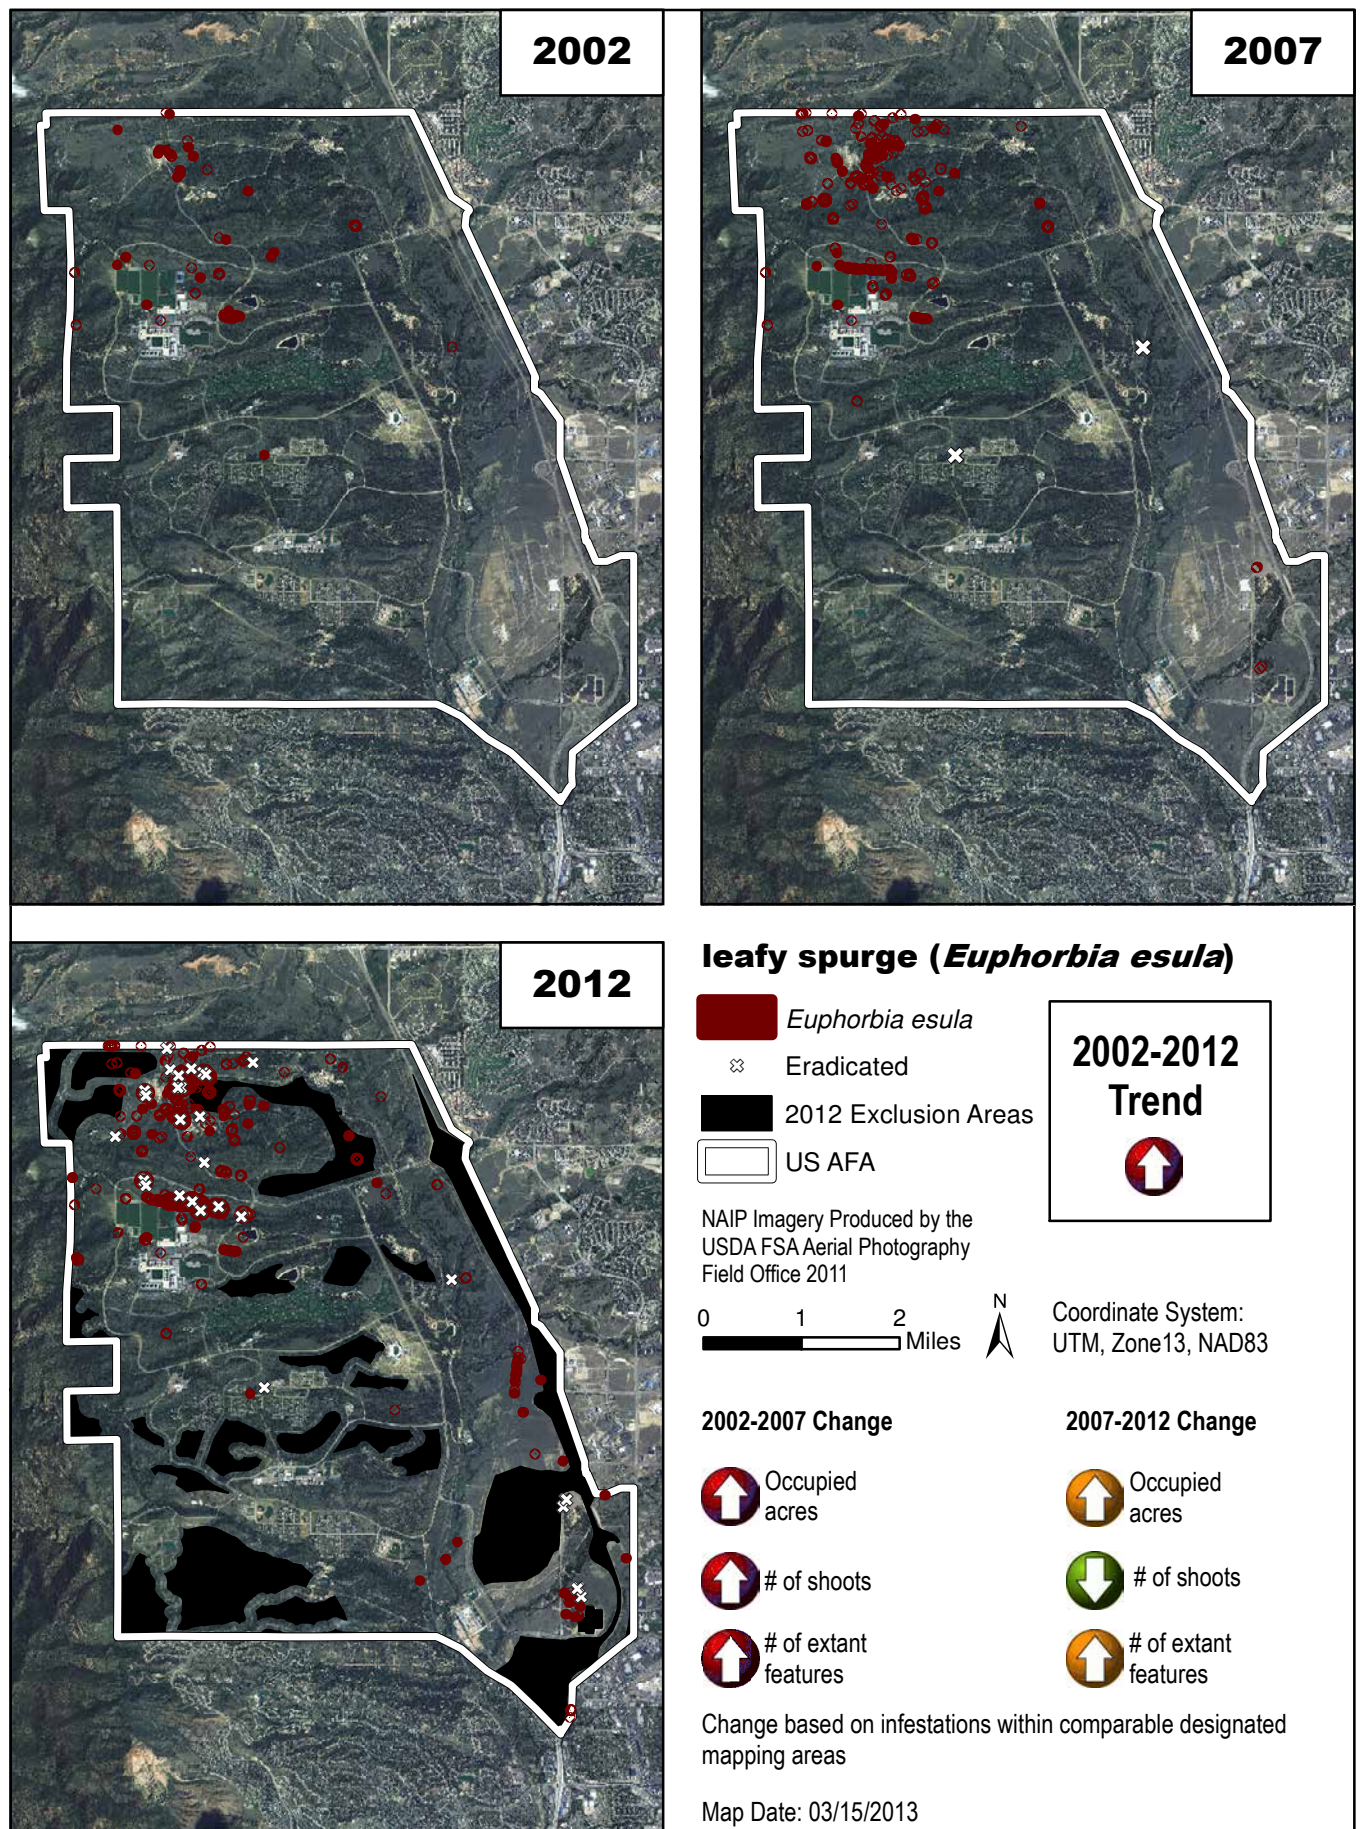 2002
2007
2012
leafy spurge (Euphorbia esula)
Euphorbia esula
Eradicated
2012 Exclusion Areas
US AFA
2002-2012
Trend
NAIP Imagery Produced by the
USDA FSA Aerial Photography
Field Office 2011
0 1 2
Miles
N
Coordinate System:
UTM, Zone13, NAD83
2002-2007 Change
Occupied
acres
# of shoots
# of extant
features
2007-2012 Change
Occupied
acres
# of shoots
# of extant
features
Change based on infestations within comparable designated
mapping areas
Map Date: 03/15/2013